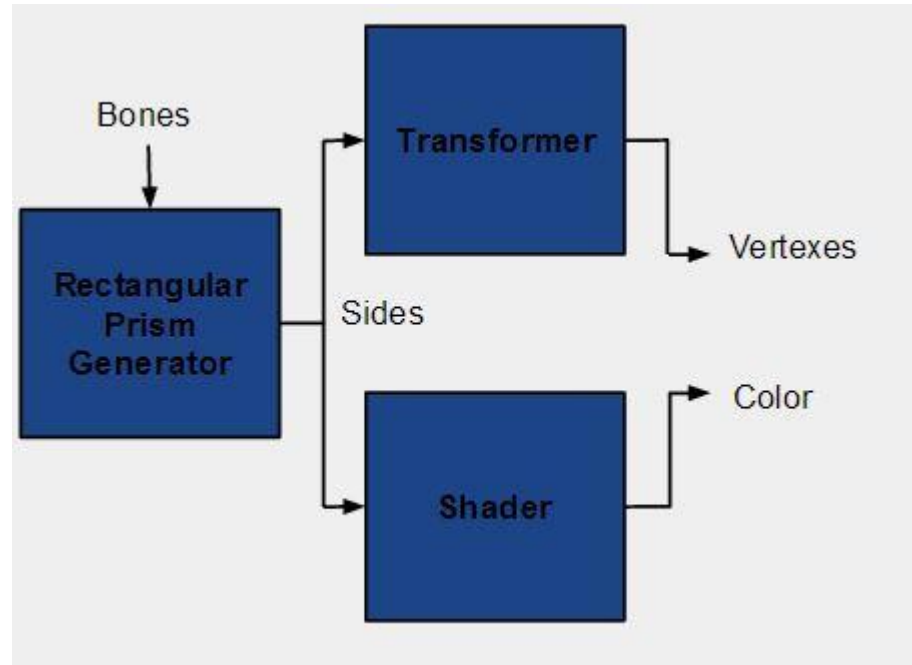 Bones
Rectangular
Prism
Generator
Sides
Transformer
Vertexes
Shader
Color